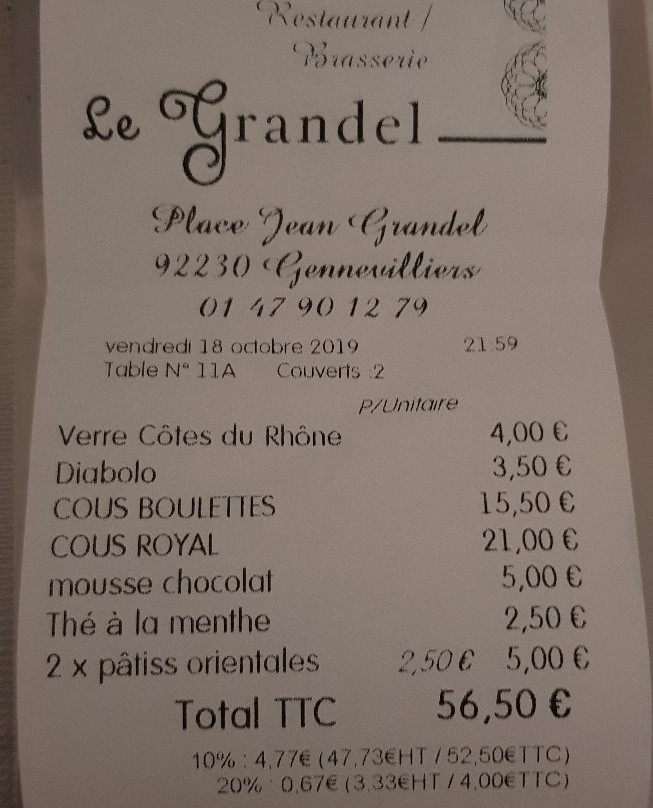 Restaurant /
Brasserie
Le Grandel
Place Jean Grandel
92230 Gennevilliers
01 47 90 12 79
vendredi 18 octobre 2019 21:59
Table N° 11A Couverts :2
P/Unitaire
Verre Côtes du Rhône 4,00 €
Diabolo 3,50 €
COUS BOULETTES 15,50 €
COUS ROYAL 21,00 €
mousse chocolat 5,00 €
Thé à la menthe 2,50 €
2 x pâtiss orientales 2,50 € 5,00 €
Total TTC 56,50 €
10% : 4,77€ (47,73€HT / 52,50€TTC)
20% : 0,67€ (3,33€HT / 4,00€TTC)